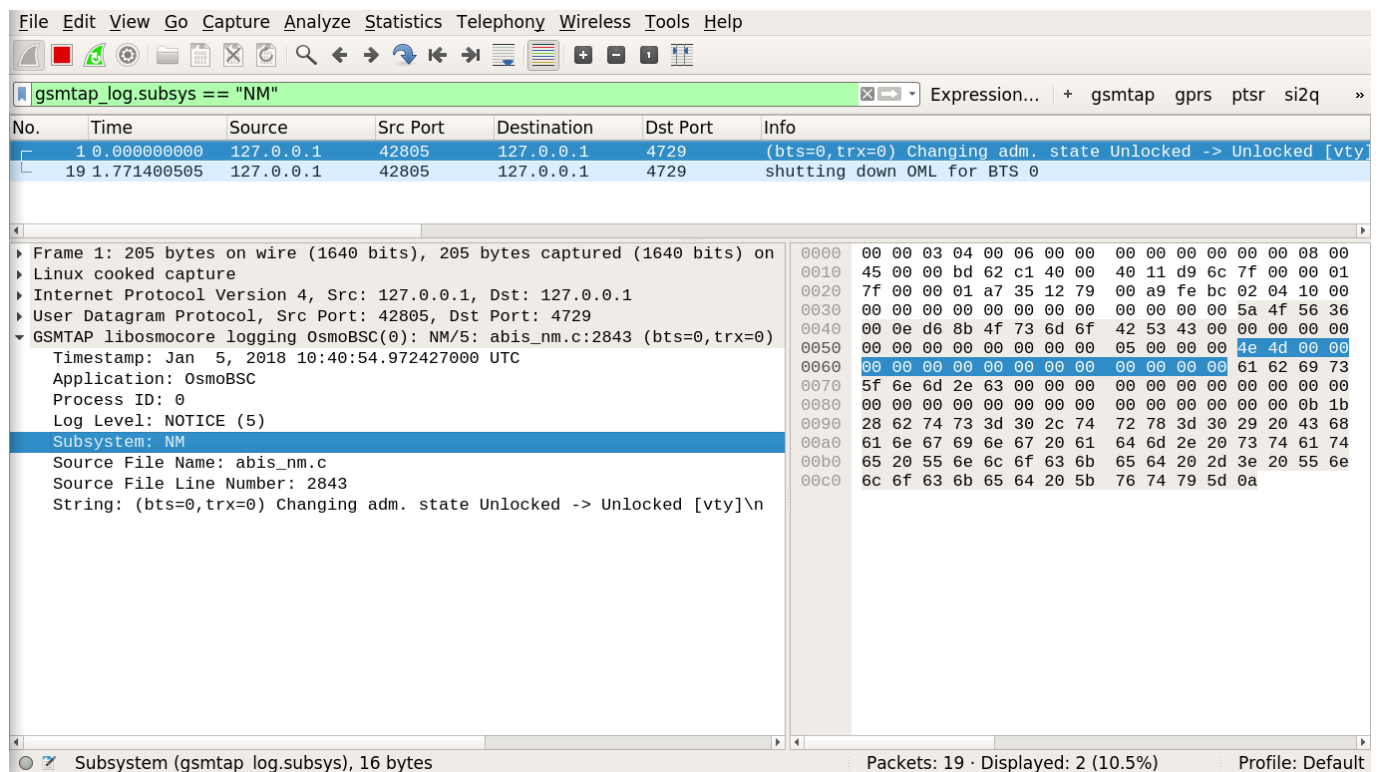 File Edit View Go Capture Analyze Statistics Telephony Wireless Tools Help
gsmtap_log.subsys == "NM" Expression... + gsmtap gprs ptsr si2q »
No. Time Source Src Port Destination Dst Port Info
1 0.000000000 127.0.0.1 42805 127.0.0.1 4729 (bts=0,trx=0) Changing adm. state Unlocked -> Unlocked [vty]
19 1.771400505 127.0.0.1 42805 127.0.0.1 4729 shutting down OML for BTS 0
Frame 1: 205 bytes on wire (1640 bits), 205 bytes captured (1640 bits) on
Linux cooked capture
Internet Protocol Version 4, Src: 127.0.0.1, Dst: 127.0.0.1
User Datagram Protocol, Src Port: 42805, Dst Port: 4729
GSMTAP libosmocore logging OsmoBSC(0): NM/5: abis_nm.c:2843 (bts=0,trx=0)
Timestamp: Jan  5, 2018 10:40:54.972427000 UTC
Application: OsmoBSC
Process ID: 0
Log Level: NOTICE (5)
Subsystem: NM
Source File Name: abis_nm.c
Source File Line Number: 2843
String: (bts=0,trx=0) Changing adm. state Unlocked -> Unlocked [vty]\n
0000 00 00 03 04 00 06 00 00 00 00 00 00 00 00 08 00
0010 45 00 00 bd 62 c1 40 00 40 11 d9 6c 7f 00 00 01
0020 7f 00 00 01 a7 35 12 79 00 a9 fe bc 02 04 10 00
0030 00 00 00 00 00 00 00 00 00 00 00 00 5a 4f 56 36
0040 00 0e d6 8b 4f 73 6d 6f 42 53 43 00 00 00 00 00
0050 00 00 00 00 00 00 00 00 05 00 00 00 4e 4d 00 00
0060 00 00 00 00 00 00 00 00 00 00 00 00 61 62 69 73
0070 5f 6e 6d 2e 63 00 00 00 00 00 00 00 00 00 00 00
0080 00 00 00 00 00 00 00 00 00 00 00 00 00 00 0b 1b
0090 28 62 74 73 3d 30 2c 74 72 78 3d 30 29 20 43 68
00a0 61 6e 67 69 6e 67 20 61 64 6d 2e 20 73 74 61 74
00b0 65 20 55 6e 6c 6f 63 6b 65 64 20 2d 3e 20 55 6e
00c0 6c 6f 63 6b 65 64 20 5b 76 74 79 5d 0a
Subsystem (gsmtap_log.subsys), 16 bytes Packets: 19 · Displayed: 2 (10.5%) Profile: Default